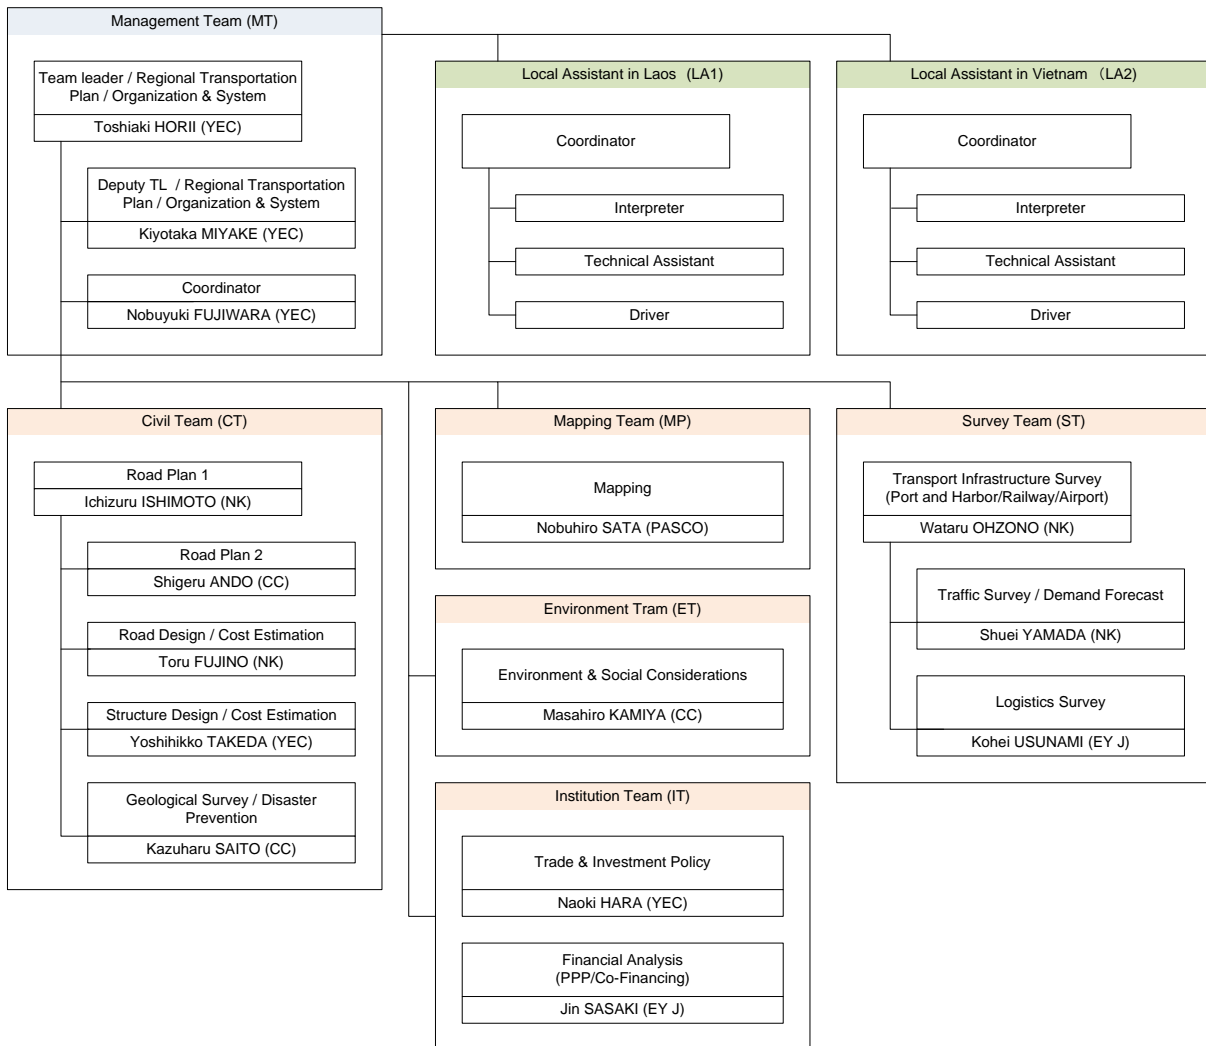 Management Team (MT)
Team leader / Regional Transportation
Plan / Organization & System
Toshiaki HORII (YEC)
Deputy TL / Regional Transportation
Plan / Organization & System
Kiyotaka MIYAKE (YEC)
Coordinator
Nobuyuki FUJIWARA (YEC)
Local Assistant in Laos (LA1)
Coordinator
Interpreter
Technical Assistant
Driver
Local Assistant in Vietnam （LA2)
Coordinator
Interpreter
Technical Assistant
Driver
Civil Team (CT)
Road Plan 1
Ichizuru ISHIMOTO (NK)
Road Plan 2
Shigeru ANDO (CC)
Road Design / Cost Estimation
Toru FUJINO (NK)
Structure Design / Cost Estimation
Yoshihikko TAKEDA (YEC)
Geological Survey / Disaster
Prevention
Kazuharu SAITO (CC)
Mapping Team (MP)
Mapping
Nobuhiro SATA (PASCO)
Environment Tram (ET)
Environment & Social Considerations
Masahiro KAMIYA (CC)
Institution Team (IT)
Trade & Investment Policy
Naoki HARA (YEC)
Financial Analysis
(PPP/Co-Financing)
Jin SASAKI (EY J)
Survey Team (ST)
Transport Infrastructure Survey
(Port and Harbor/Railway/Airport)
Wataru OHZONO (NK)
Traffic Survey / Demand Forecast
Shuei YAMADA (NK)
Logistics Survey
Kohei USUNAMI (EY J)